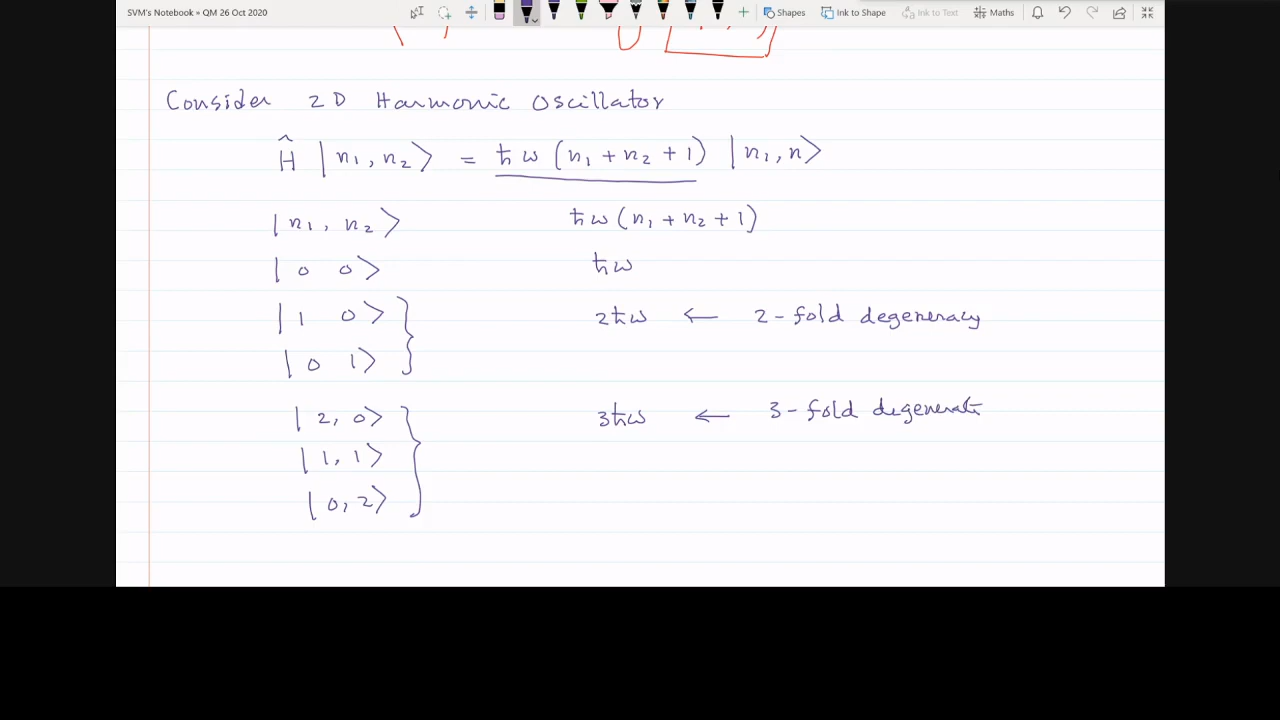 SVM's Notebook » QM 26 Oct 2020
Shapes Ink to Shape Ink to Text Maths
Consider 2D Harmonic Oscillator
Ĥ |n₁, n₂⟩ = ħω (n₁ + n₂ + 1) |n₁, n⟩
|n₁, n₂⟩ ħω(n₁ + n₂ + 1)
|0 0⟩ ħω
|1 0⟩ 2ħω ← 2-fold degeneracy
|0 1⟩
|2, 0⟩ 3ħω ← 3-fold degenerate
|1, 1⟩
|0, 2⟩